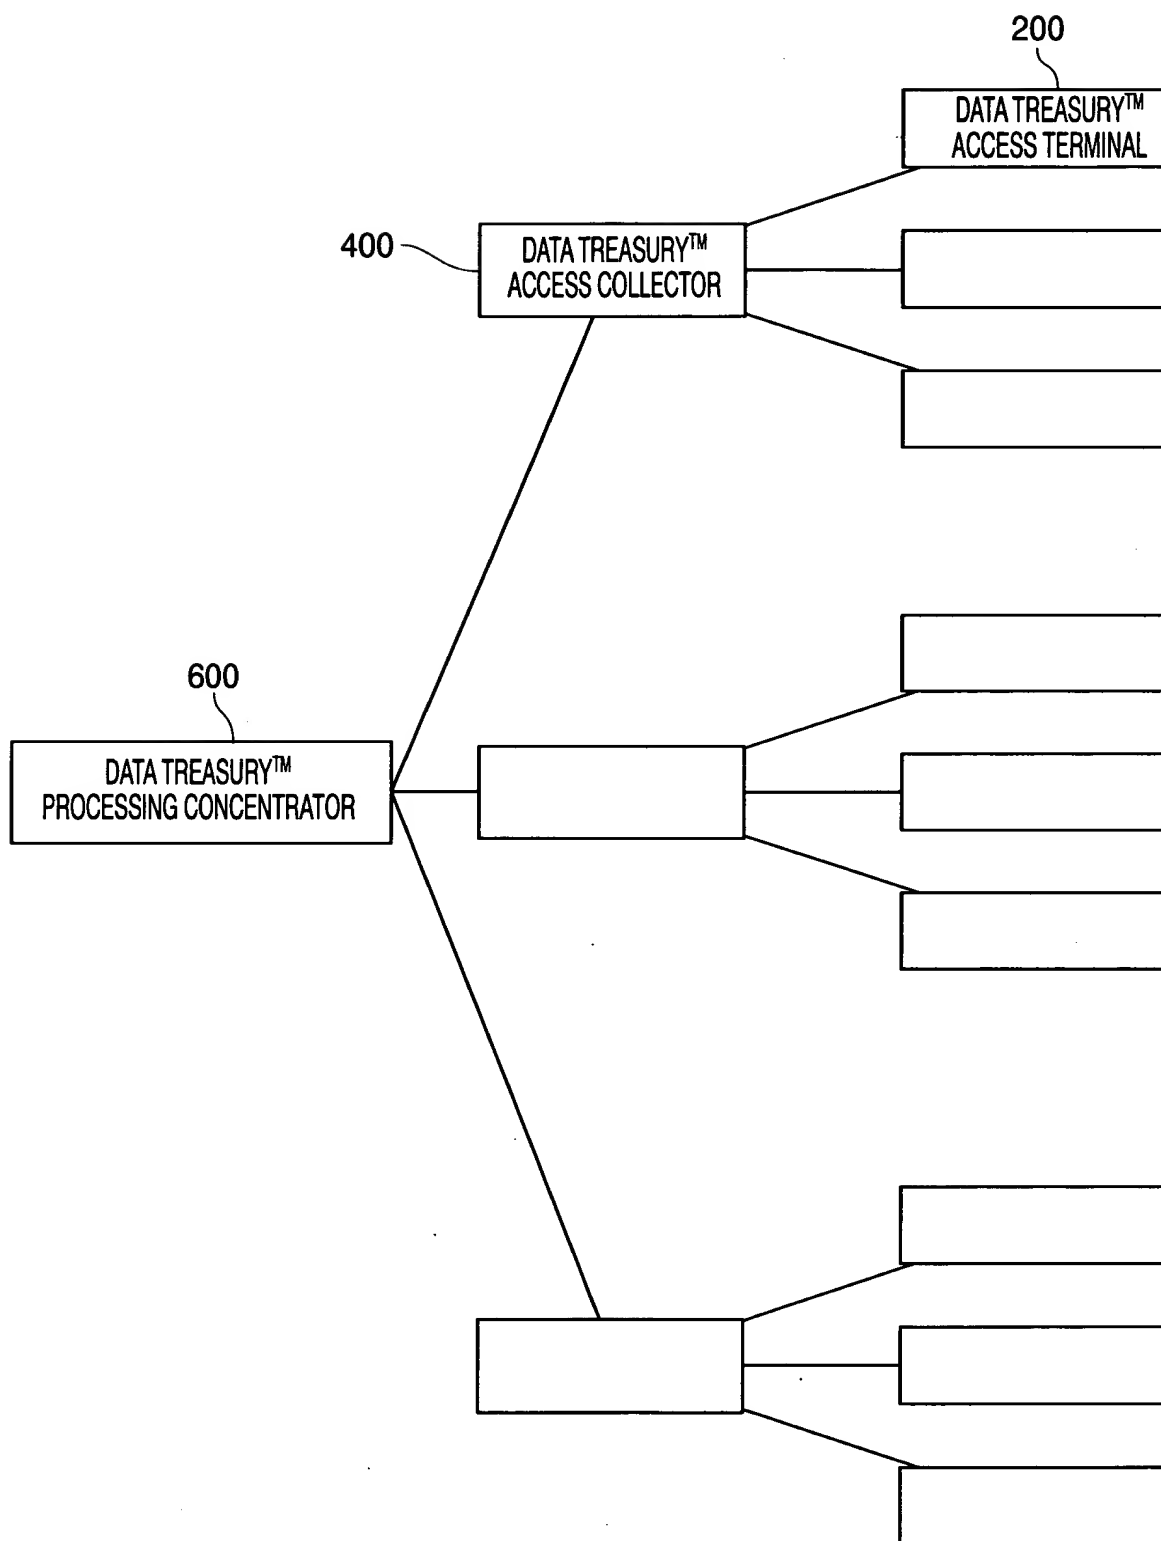 200
DATA TREASURY™
ACCESS TERMINAL
400
DATA TREASURY™
ACCESS COLLECTOR
600
DATA TREASURY™
PROCESSING CONCENTRATOR